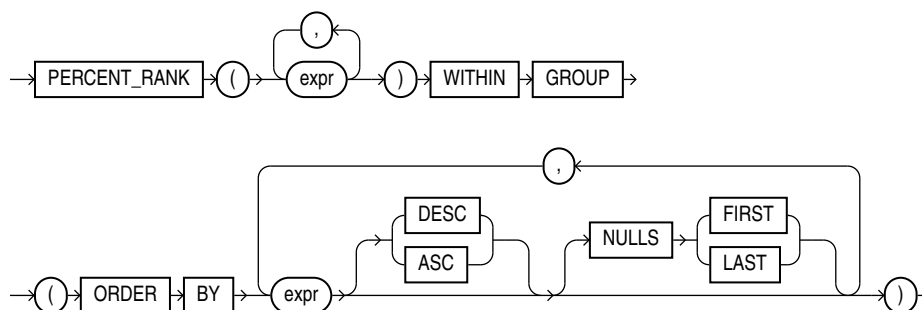 ,
PERCENT_RANK ( expr ) WITHIN GROUP
,
DESC FIRST
NULLS
ASC LAST
( ORDER BY expr )